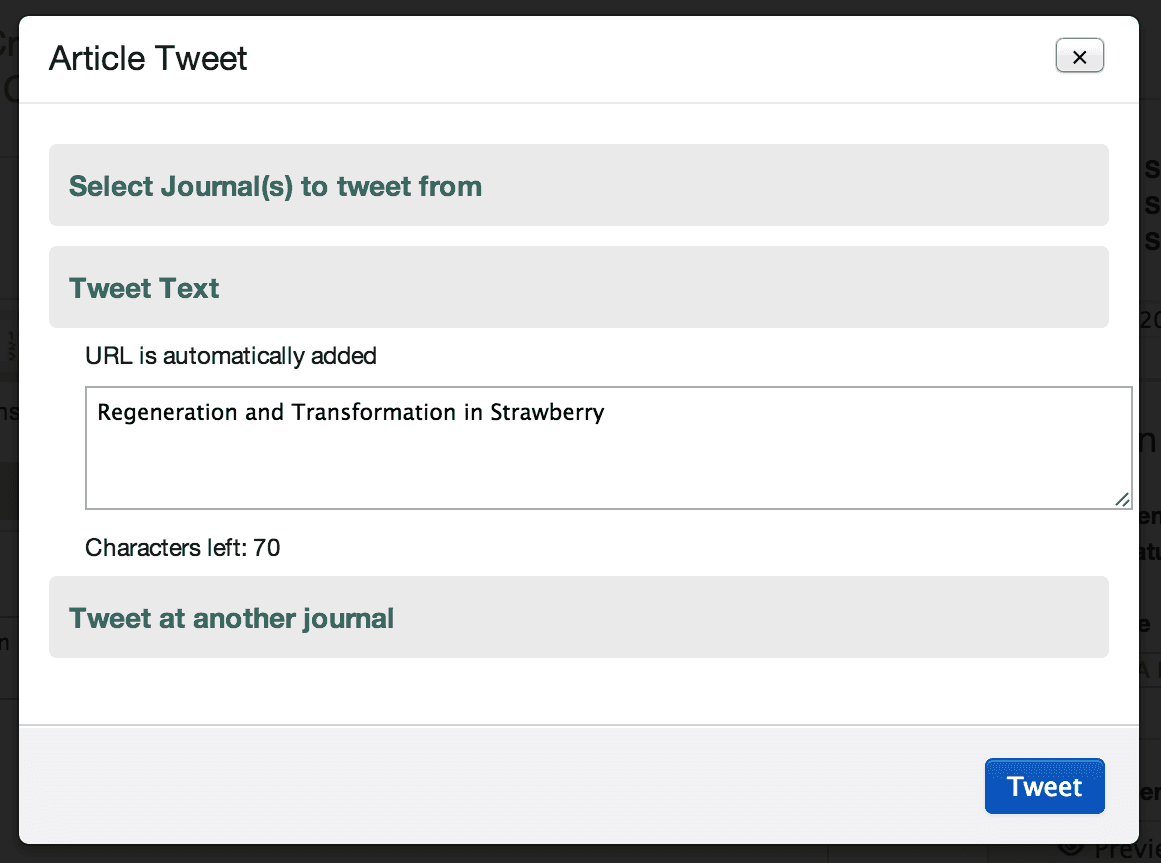 Article Tweet
×
Select Journal(s) to tweet from
Tweet Text
URL is automatically added
Regeneration and Transformation in Strawberry
Characters left: 70
Tweet at another journal
Tweet